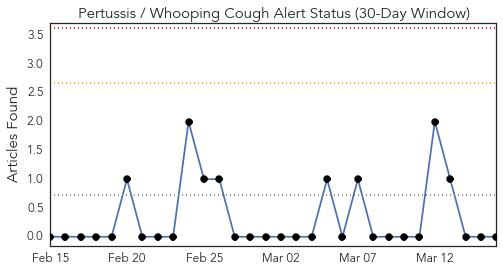 Pertussis / Whooping Cough Alert Status (30-Day Window)
Articles Found
3.5
3.0
2.5
2.0
1.5
1.0
0.5
0.0
Feb 15 Feb 20 Feb 25 Mar 02 Mar 07 Mar 12